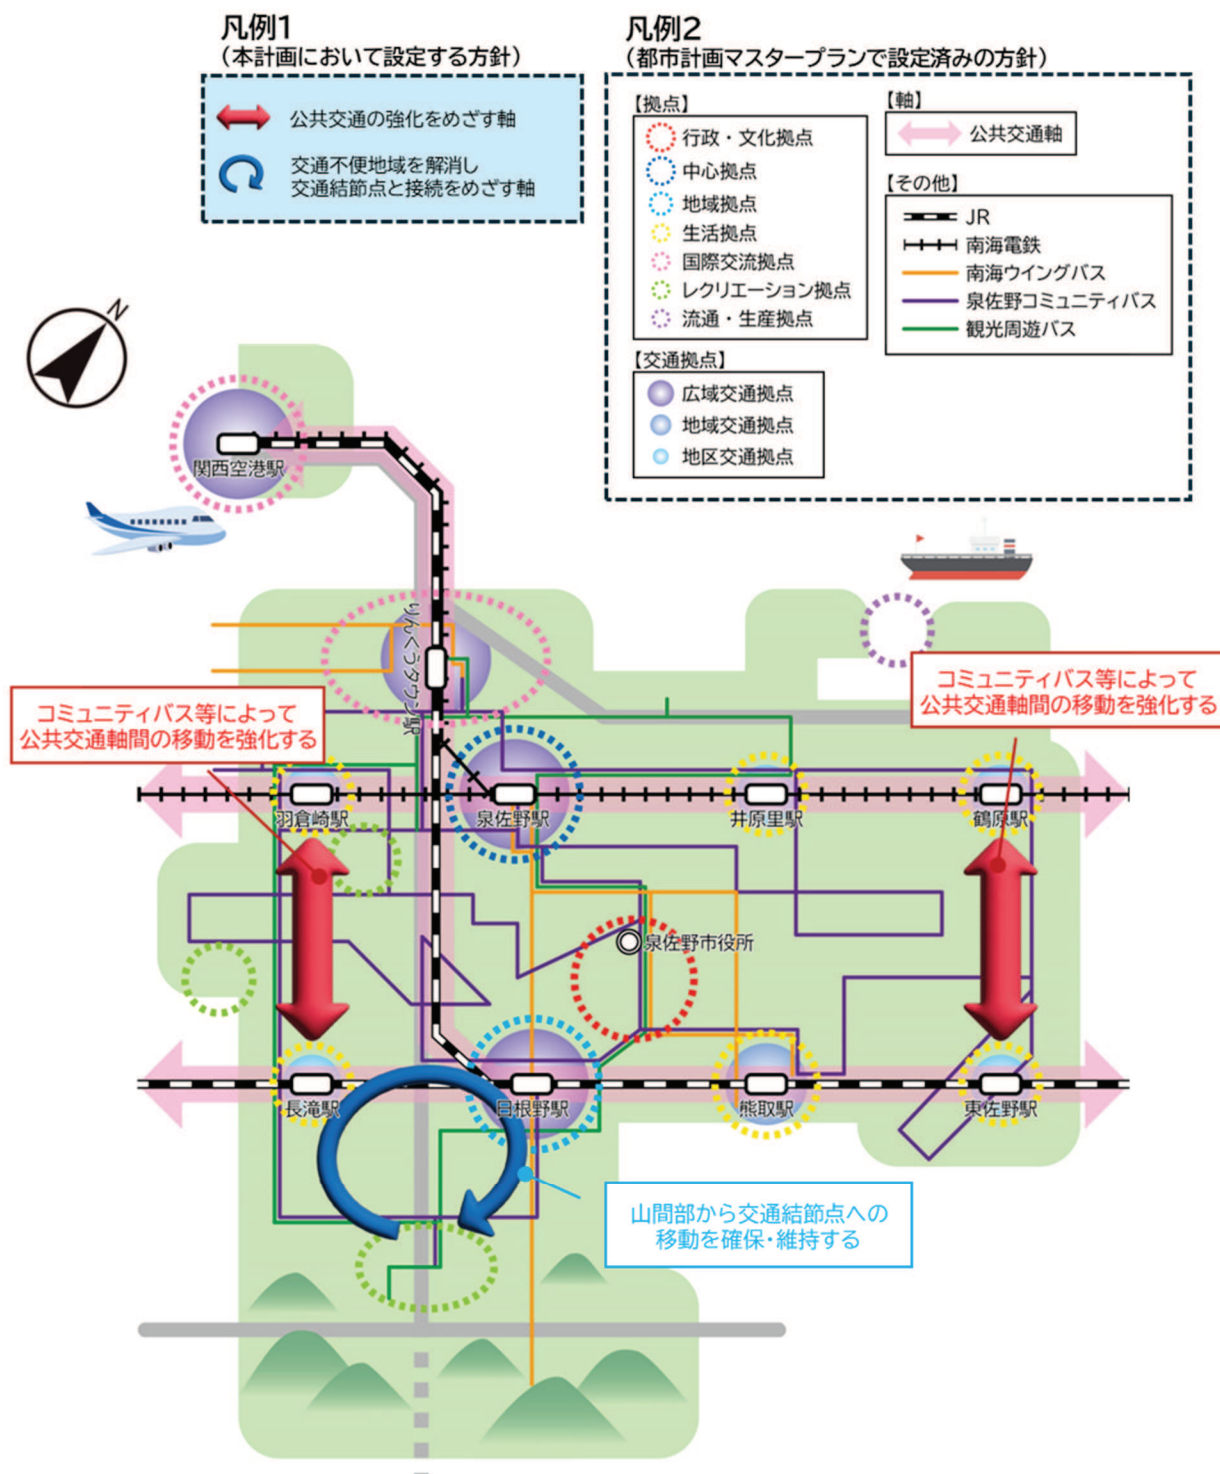 凡例1
(本計画において設定する方針)
公共交通の強化をめざす軸
交通不便地域を解消し
交通結節点と接続をめざす軸
凡例2
(都市計画マスタープランで設定済みの方針)
【拠点】
行政・文化拠点
中心拠点
地域拠点
生活拠点
国際交流拠点
レクリエーション拠点
流通・生産拠点
【交通拠点】
広域交通拠点
地域交通拠点
地区交通拠点
【軸】
公共交通軸
【その他】
JR
南海電鉄
南海ウイングバス
泉佐野コミュニティバス
観光周遊バス
N
関西空港駅
りんくうタウン駅
コミュニティバス等によって
公共交通軸間の移動を強化する
コミュニティバス等によって
公共交通軸間の移動を強化する
羽倉崎駅
泉佐野駅
井原里駅
鶴原駅
泉佐野市役所
長滝駅
日根野駅
熊取駅
東佐野駅
山間部から交通結節点への
移動を確保・維持する